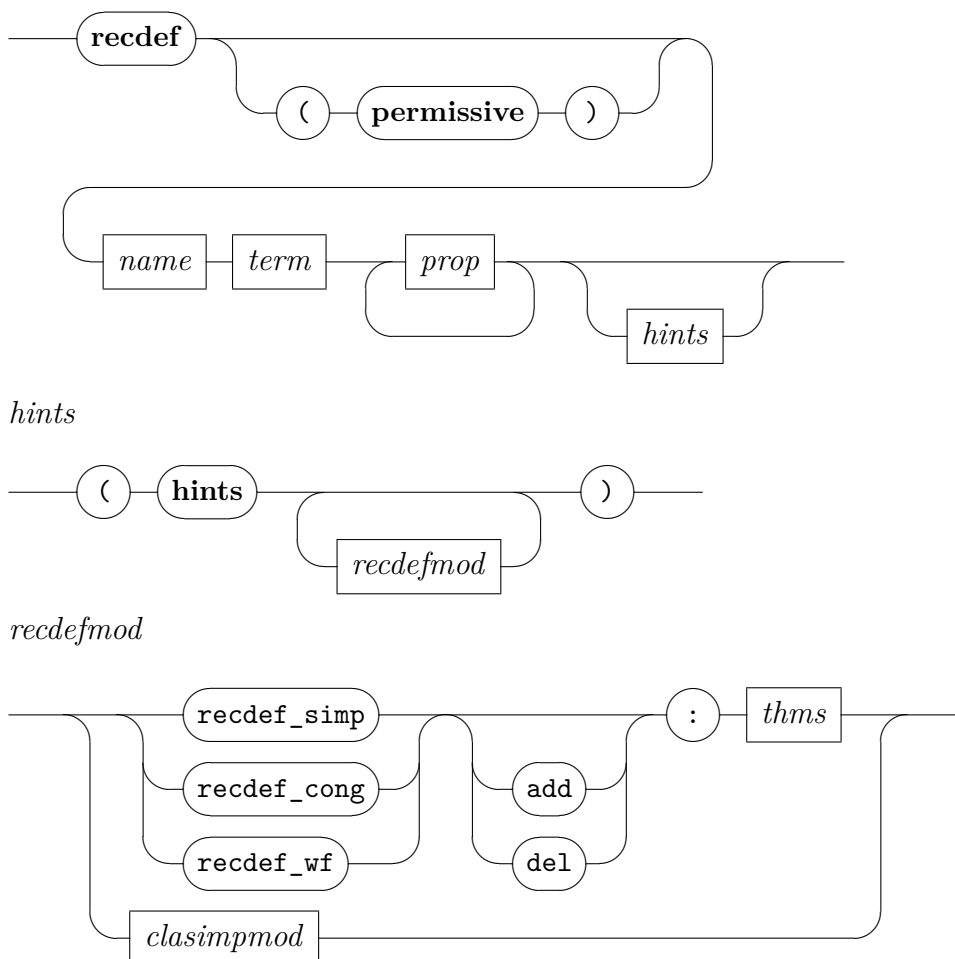 recdef
( permissive )
name term prop
hints
hints
( hints )
recdefmod
recdefmod
recdef_simp : thms
recdef_cong add
recdef_wf del
clasimpmod